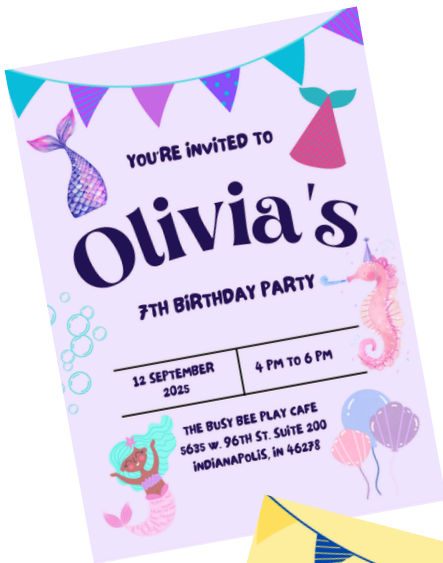 YOU'RE INVITED TO
Olivia's
7TH BIRTHDAY PARTY
12 SEPTEMBER
2025
4 PM TO 6 PM
THE BUSY BEE PLAY CAFE
5635 W. 96TH ST. SUITE 200
INDIANAPOLIS, IN 46278